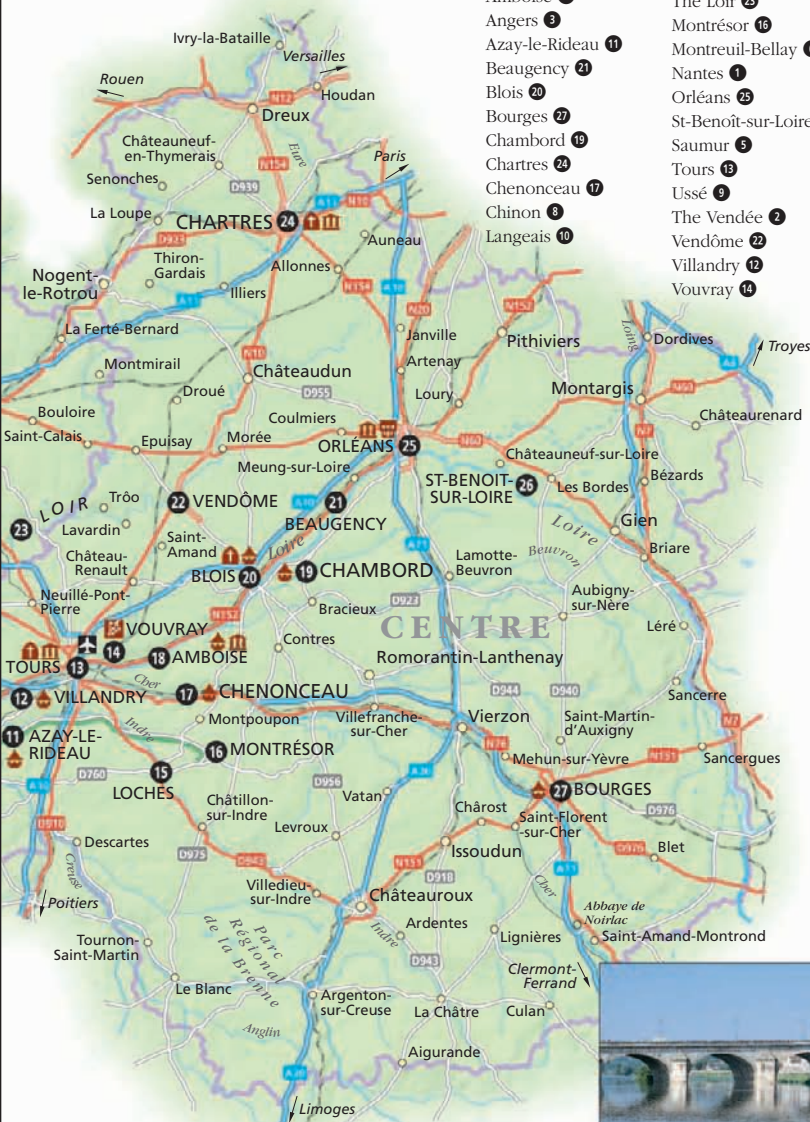 Amboise 18
Angers 3
Azay-le-Rideau 11
Beaugency 21
Blois 20
Bourges 27
Chambord 19
Chartres 24
Chenonceau 17
Chinon 8
Langeais 10
The Loir 23
Montrésor 16
Montreuil-Bellay
Nantes 1
Orléans 25
St-Benoît-sur-Loire
Saumur 5
Tours 13
Ussé 9
The Vendée 2
Vendôme 22
Villandry 12
Vouvray 14
Ivry-la-Bataille
Versailles
Rouen
Houdan
N12
Dreux
Châteauneuf-
en-Thymerais
Eure
N154
Paris
Senonches
D939
A11
N10
La Loupe
CHARTRES 24
D923
Auneau
Thiron-
Gardais
Allonnes
Nogent-
le-Rotrou
Illiers
A11
N154
A10
N20
N152
La Ferté-Bernard
Janville
Pithiviers
Loing
Dordives
Troyes
N10
Artenay
A6
Montmirail
Châteaudun
Droué
D955
Loury
Montargis
N60
Bouloire
Coulmiers
Châteaurenard
Saint-Calais
Epuisay
Morée
ORLÉANS 25
N60
N7
Meung-sur-Loire
Châteauneuf-sur-Loire
ST-BENOIT-
SUR-LOIRE 26
Les Bordes
Bézards
LOIR
23
Trôo
22 VENDÔME
A10
21
BEAUGENCY
Lavardin
Loire
Gien
Saint-
Amand
Loire
A71
Beuvron
Briare
Château-
Renault
BLOIS 20
19 CHAMBORD
Lamotte-
Beuvron
Neuillé-Pont-
Pierre
Bracieux
D923
Aubigny-
sur-Nère
N152
VOUVRAY
14
Contres
CENTRE
Léré
TOURS 13
18 AMBOISE
Romorantin-Lanthenay
Cher
12 VILLANDRY
17 CHENONCEAU
D944
D940
Sancerre
Indre
Montpoupon
Villefranche-
sur-Cher
Vierzon
Saint-Martin-
d'Auxigny
N7
11 AZAY-LE-
RIDEAU
16 MONTRÉSOR
N76
Mehun-sur-Yèvre
N151
Sancergues
D760
15
LOCHES
A20
A10
D956
Vatan
27 BOURGES
Châtillon-
sur-Indre
Chârost
D976
D910
Levroux
Saint-Florent
-sur-Cher
Descartes
D975
Issoudun
D976
Blet
D943
N151
Creuse
D918
Cher
A71
Poitiers
Villedieu-
sur-Indre
Châteauroux
Abbaye de
Noirlac
Indre
Ardentes
Tournon-
Saint-Martin
Parc
Régional
de la Brenne
Lignières
Saint-Amand-Montrond
D943
Clermont-
Ferrand
Le Blanc
Argenton-
sur-Creuse
La Châtre
Culan
Anglin
Aigurande
A20
Limoges